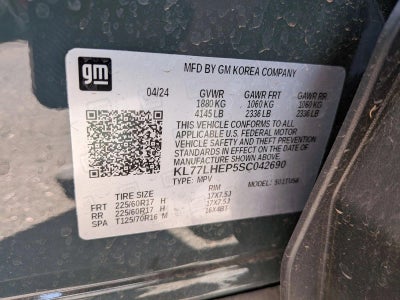 gm
MFD BY GM KOREA COMPANY
04/24 GVWR GAWR FRT GAWR RR
1880 KG 1060 KG 1060 KG
4145 LB 2336 LB 2336 LB
THIS VEHICLE CONFORMS TO ALL
APPLICABLE U.S. FEDERAL MOTOR
VEHICLE SAFETY AND THEFT PREVENTION
STANDARDS IN EFFECT ON THE DATE OF
MANUFACTURE SHOWN ABOVE.
KL77LHEP5SC042690
TYPE: MPV MODEL:
TIRE SIZE RIM
FRT 225/60R17 H 17X7.5J
RR 225/60R17 H 17X7.5J
SPA T125/70R16 M 16X4BT